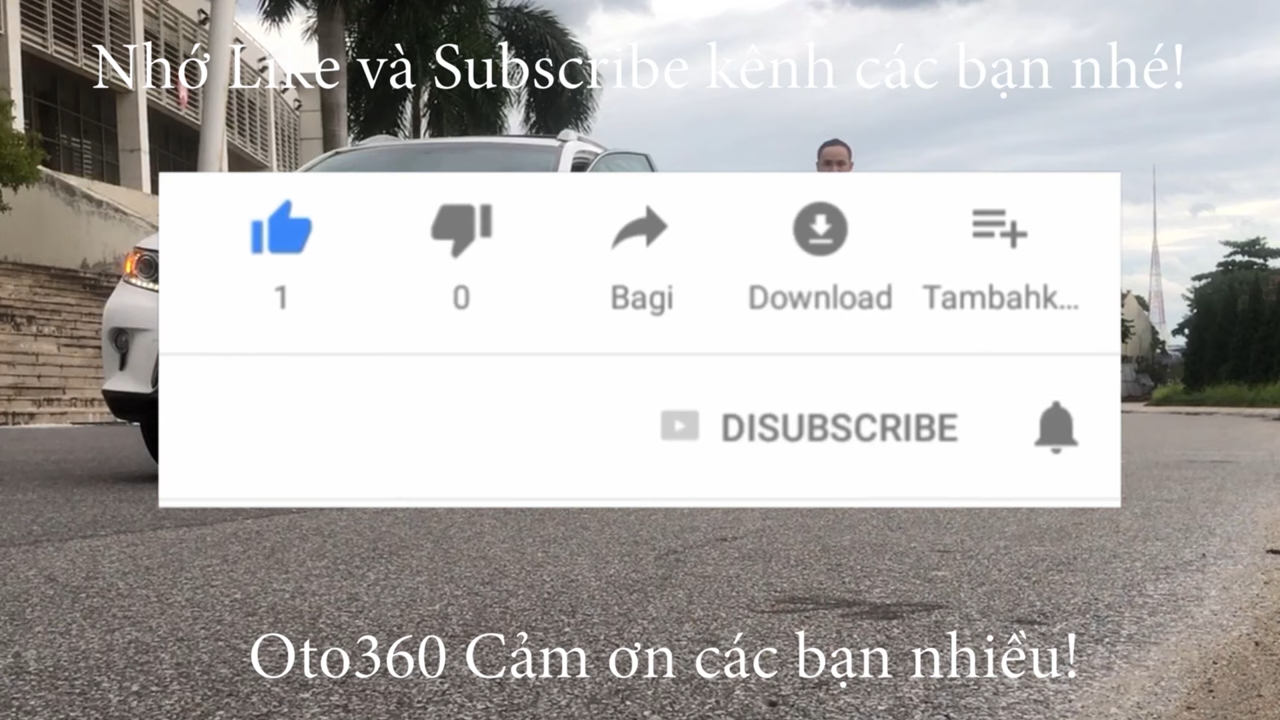 Nhớ Like và Subscribe kênh các bạn nhé!
1 0 Bagi Download Tambahk...
DISUBSCRIBE
Oto360 Cảm ơn các bạn nhiều!